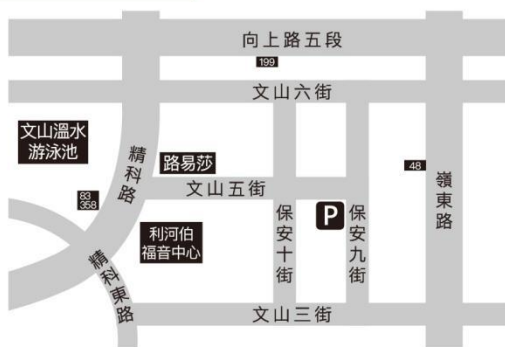 向上路五段
199
文山六街
文山溫水
游泳池
精科路
路易莎
48
嶺東路
文山五街
83
358
P
利河伯
福音中心
保安十街
保安九街
精科東路
文山三街